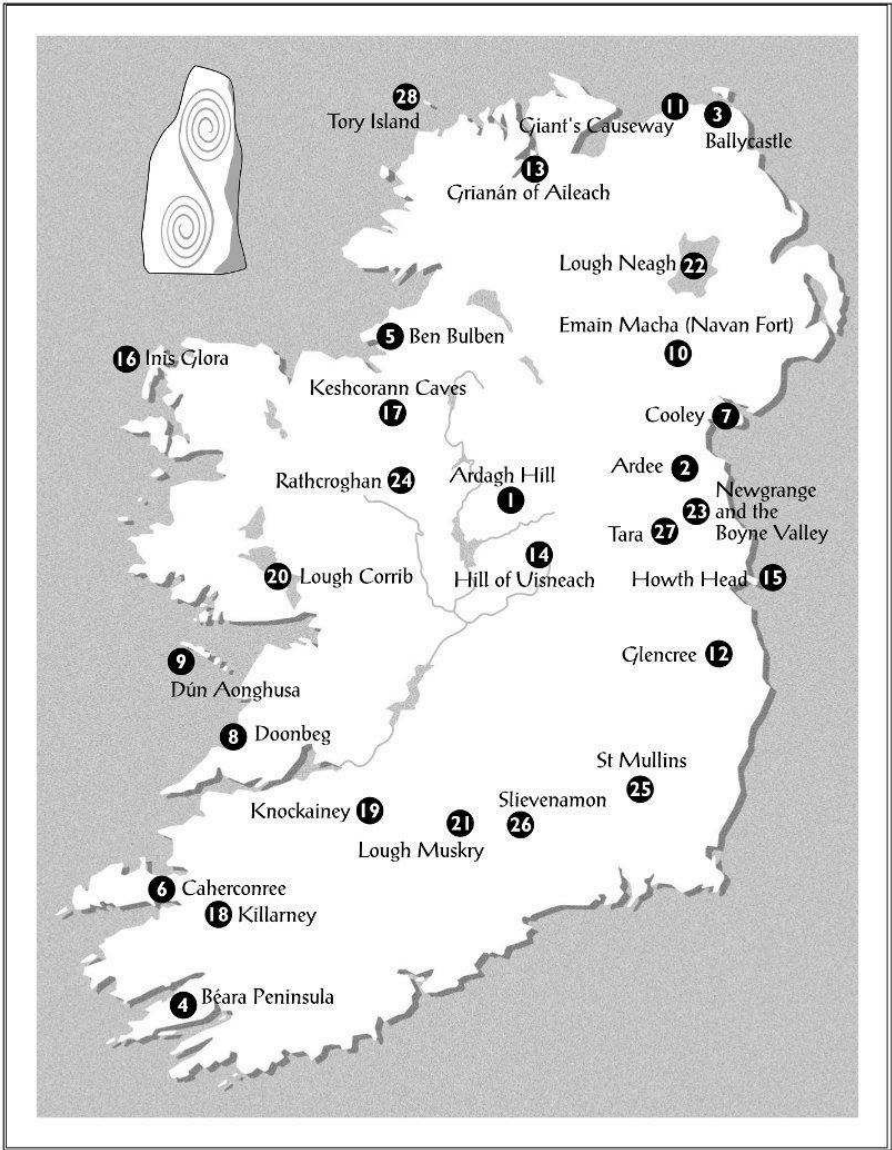 28
Tory Island
11
Giant's Causeway
3
Ballycastle
13
Grianán of Aileach
Lough Neagh 22
Emain Macha (Navan Fort)
10
5 Ben Bulben
16 Inis Glora
Keshcorann Caves
17
Cooley 7
Ardee 2
Rathcroghan 24
Ardagh Hill
1
23 Newgrange
and the
Boyne Valley
Tara 27
14
Hill of Uisneach
20 Lough Corrib
Howth Head 15
9
Dún Aonghusa
Glencree 12
8 Doonbeg
St Mullins
25
Slievenamon
26
Knockainey 19
21
Lough Muskry
6 Caherconree
18 Killarney
4 Béara Peninsula